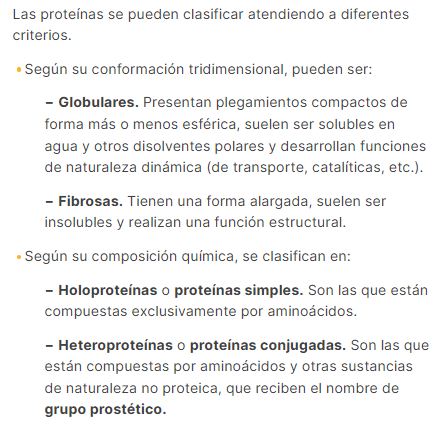 Las proteínas se pueden clasificar atendiendo a diferentes
criterios.
• Según su conformación tridimensional, pueden ser:
– Globulares. Presentan plegamientos compactos de
forma más o menos esférica, suelen ser solubles en
agua y otros disolventes polares y desarrollan funciones
de naturaleza dinámica (de transporte, catalíticas, etc.).
– Fibrosas. Tienen una forma alargada, suelen ser
insolubles y realizan una función estructural.
• Según su composición química, se clasifican en:
– Holoproteínas o proteínas simples. Son las que están
compuestas exclusivamente por aminoácidos.
– Heteroproteínas o proteínas conjugadas. Son las que
están compuestas por aminoácidos y otras sustancias
de naturaleza no proteica, que reciben el nombre de
grupo prostético.